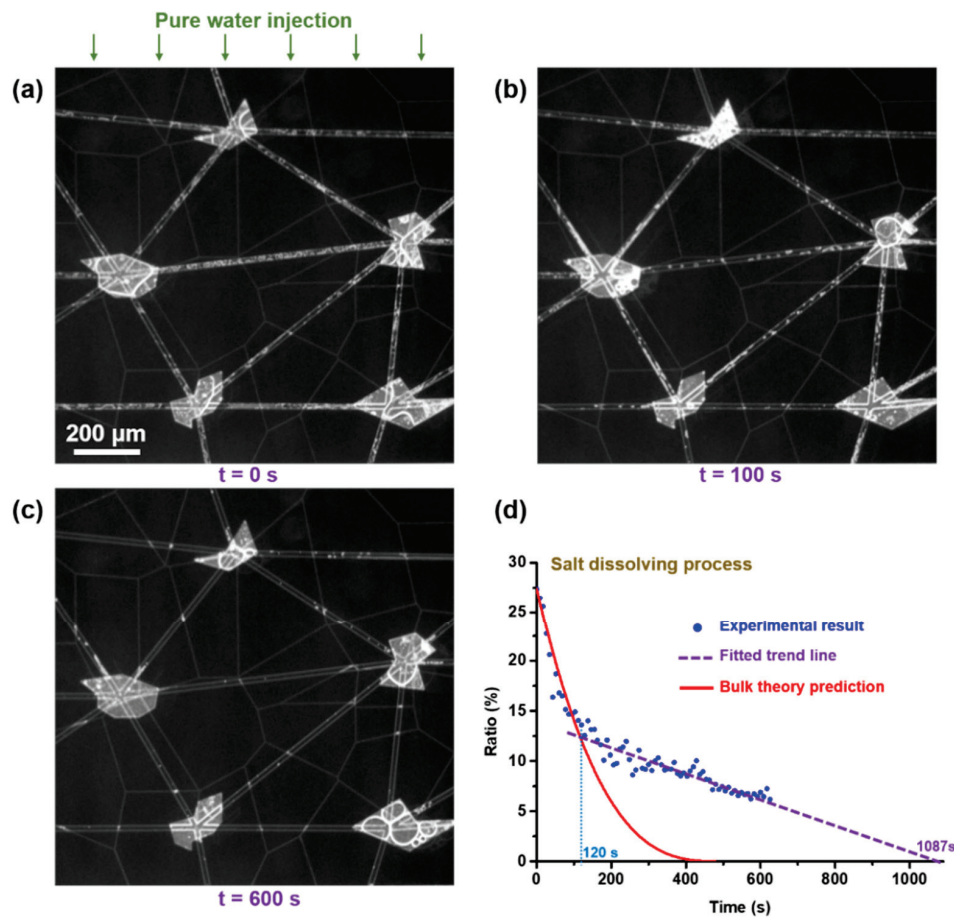 Pure water injection
(a)
(b)
200 µm
t = 0 s
t = 100 s
(c)
(d)
t = 600 s
Salt dissolving process
Experimental result
Fitted trend line
Bulk theory prediction
Ratio (%)
30
25
20
15
10
5
0
120 s
1087s
0
200
400
600
800
1000
Time (s)